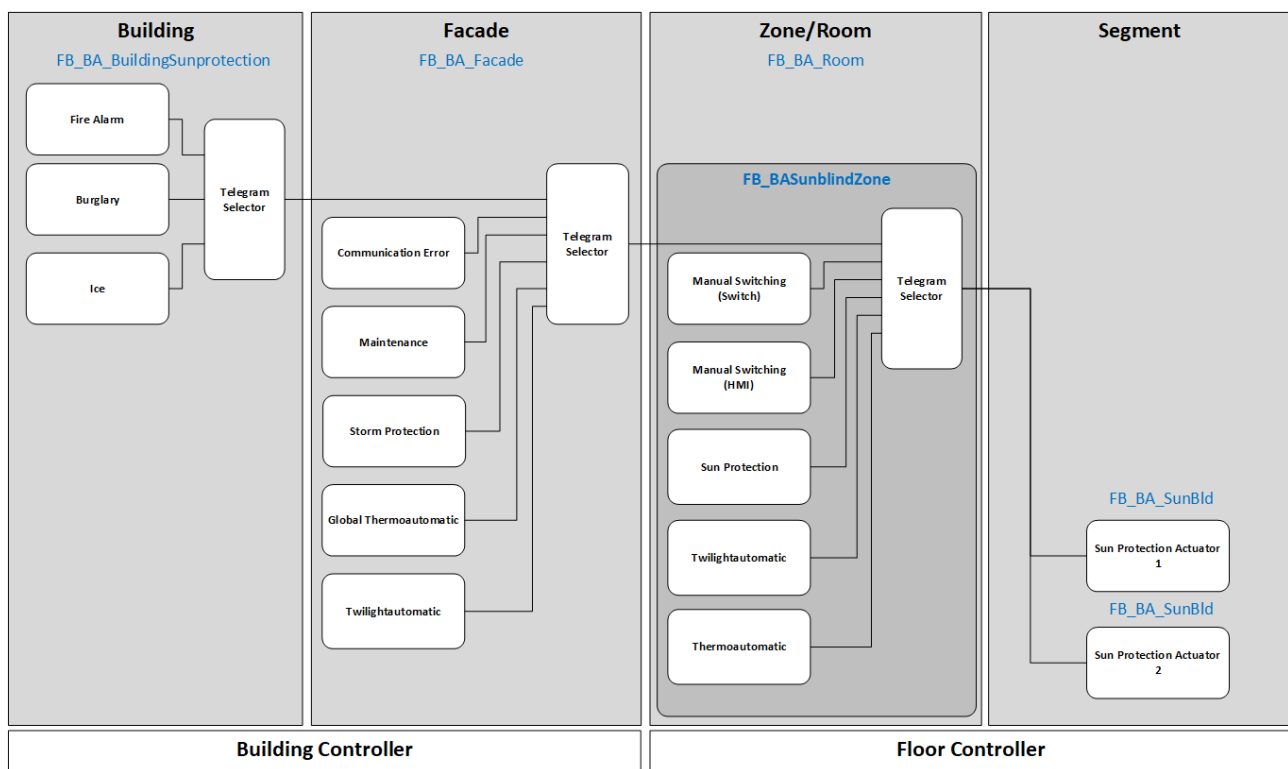 Building
FB_BA_BuildingSunprotection
Fire Alarm
Burglary
Ice
Telegram
Selector
Facade
FB_BA_Facade
Communication Error
Maintenance
Storm Protection
Global Thermoautomatic
Twilightautomatic
Telegram
Selector
Zone/Room
FB_BA_Room
FB_BASunblindZone
Manual Switching
(Switch)
Manual Switching
(HMI)
Sun Protection
Twilightautomatic
Thermoautomatic
Telegram
Selector
Segment
FB_BA_SunBld
Sun Protection Actuator
1
FB_BA_SunBld
Sun Protection Actuator
2
Building Controller
Floor Controller